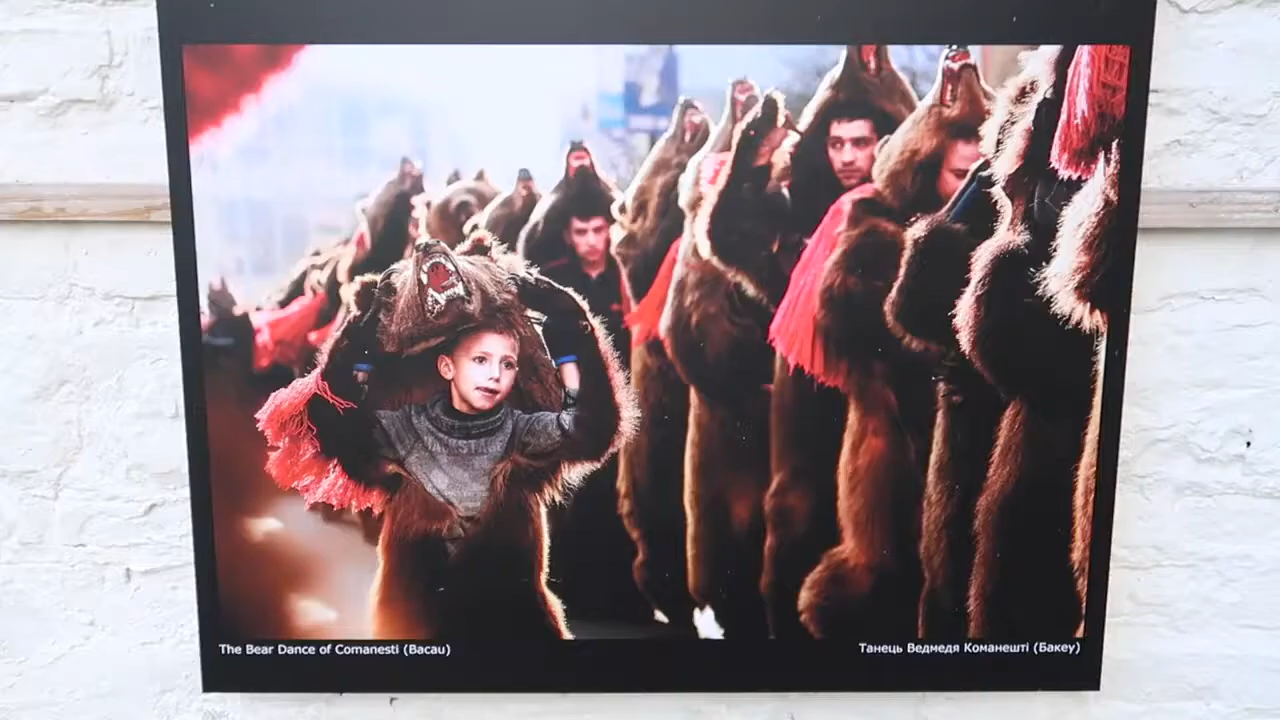 The Bear Dance of Comanesti (Bacau)
Танець Ведмедя Команешті (Бакеу)